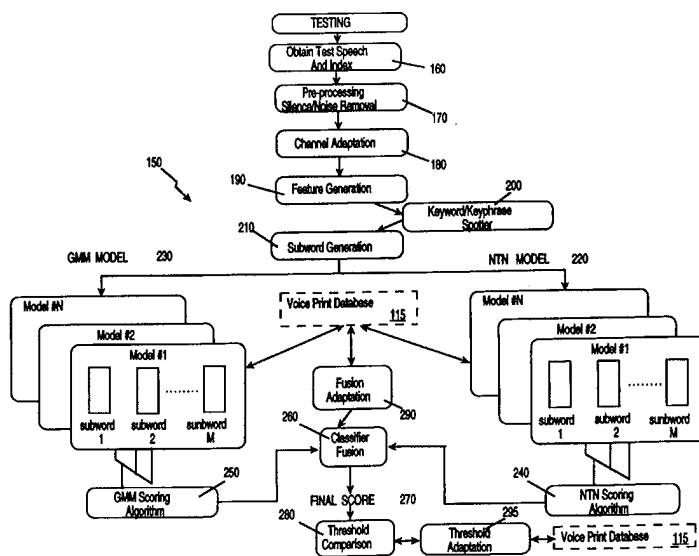 TESTING
Obtain Test Speech
And Index
160
Pre-processing
Silence/Noise Removal
170
Channel Adaptation
180
150
190
Feature Generation
200
Keyword/Keyphrase
Spotter
210
Subword Generation
GMM MODEL 230
NTN MODEL 220
Model #N
Model #2
Model #1
subword
1
subword
2
subword
M
Voice Print Database 115
Model #N
Model #2
Model #1
subword
1
subword
2
sunbword
M
Fusion
Adaptation
290
260
Classifier
Fusion
250
GMM Scoring
Algorithm
240
NTN Scoring
Algorithm
FINAL SCORE 270
280
Threshold
Comparison
295
Threshold
Adaptation
Voice Print Database 115